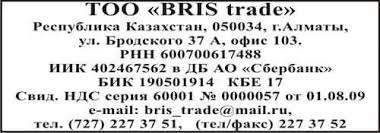 ТОО «BRIS trade»
Республика Казахстан, 050034, г.Алматы,
ул. Бродского 37 А, офис 103.
РНН 600700617488
ИИК 402467562 в ДБ АО «Сбербанк»
БИК 190501914 КБЕ 17
Свид. НДС серия 60001 № 0000057 от 01.08.09
e-mail: bris_trade@mail.ru,
тел. (727) 227 37 51, (тел/факс) 227 37 52